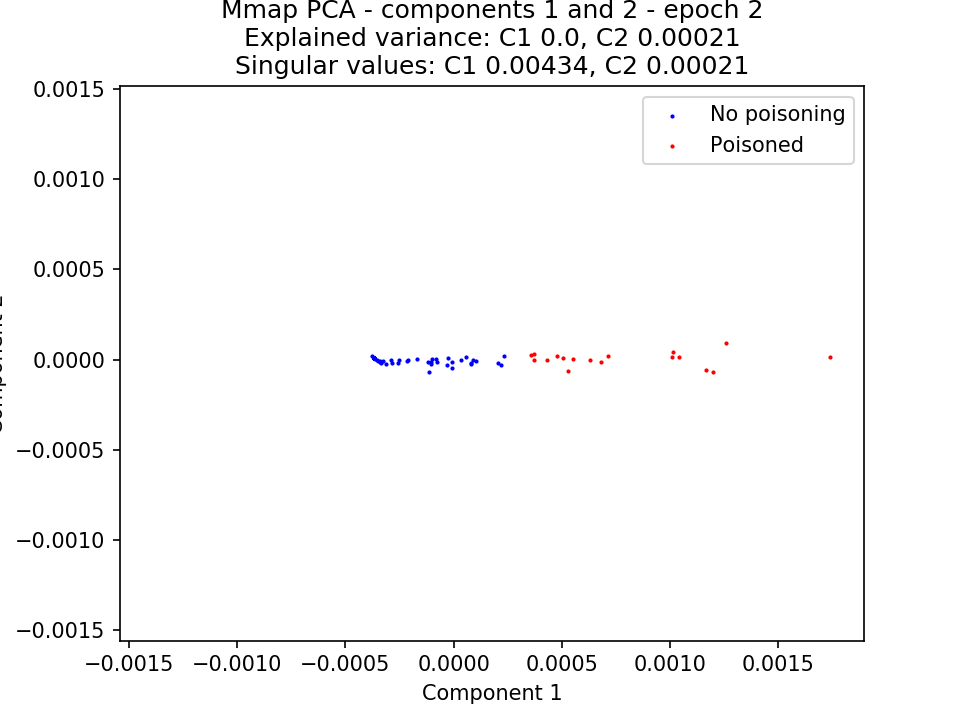 Mmap PCA - components 1 and 2 - epoch 2
Explained variance: C1 0.0, C2 0.00021
Singular values: C1 0.00434, C2 0.00021
No poisoning
Poisoned
0.0015
0.0010
0.0005
0.0000
−0.0005
−0.0010
−0.0015
−0.0015 −0.0010 −0.0005 0.0000 0.0005 0.0010 0.0015
Component 1